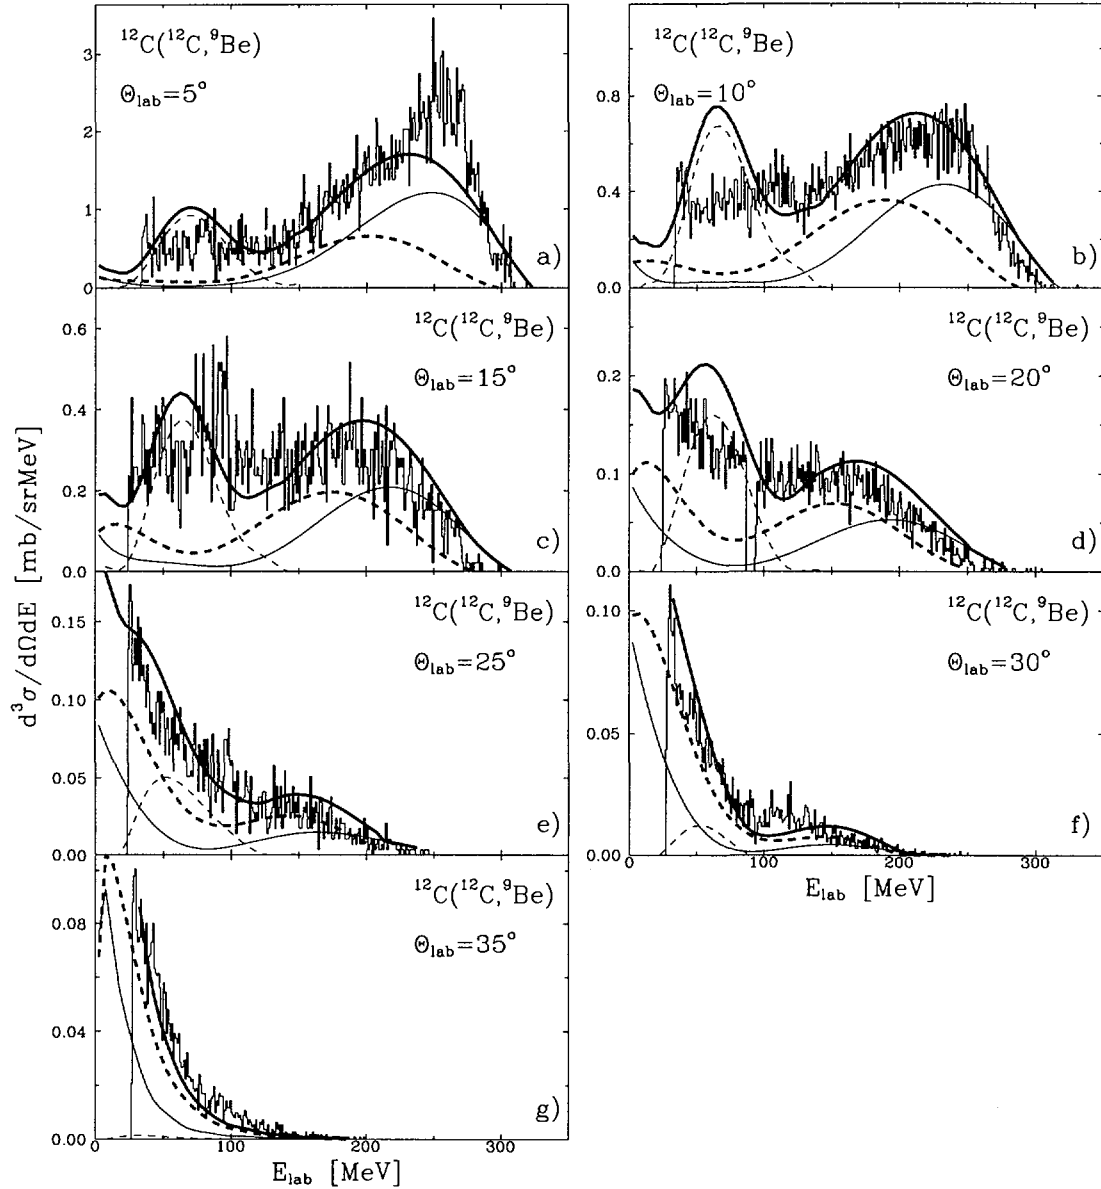 ¹²C(¹²C,⁹Be)
Θlab=5°
3
2
1
0
a)
¹²C(¹²C,⁹Be)
Θlab=10°
0.8
0.4
0.0
b)
¹²C(¹²C,⁹Be)
Θlab=15°
0.6
0.4
0.2
0.0
c)
¹²C(¹²C,⁹Be)
Θlab=20°
0.2
0.1
0.0
d)
d³σ/dΩdE [mb/srMeV]
¹²C(¹²C,⁹Be)
Θlab=25°
0.15
0.10
0.05
0.00
e)
¹²C(¹²C,⁹Be)
Θlab=30°
0.10
0.05
0.00
f)
0 100 200 300
Elab [MeV]
¹²C(¹²C,⁹Be)
Θlab=35°
0.08
0.04
0.00
g)
0 100 200 300
Elab [MeV]